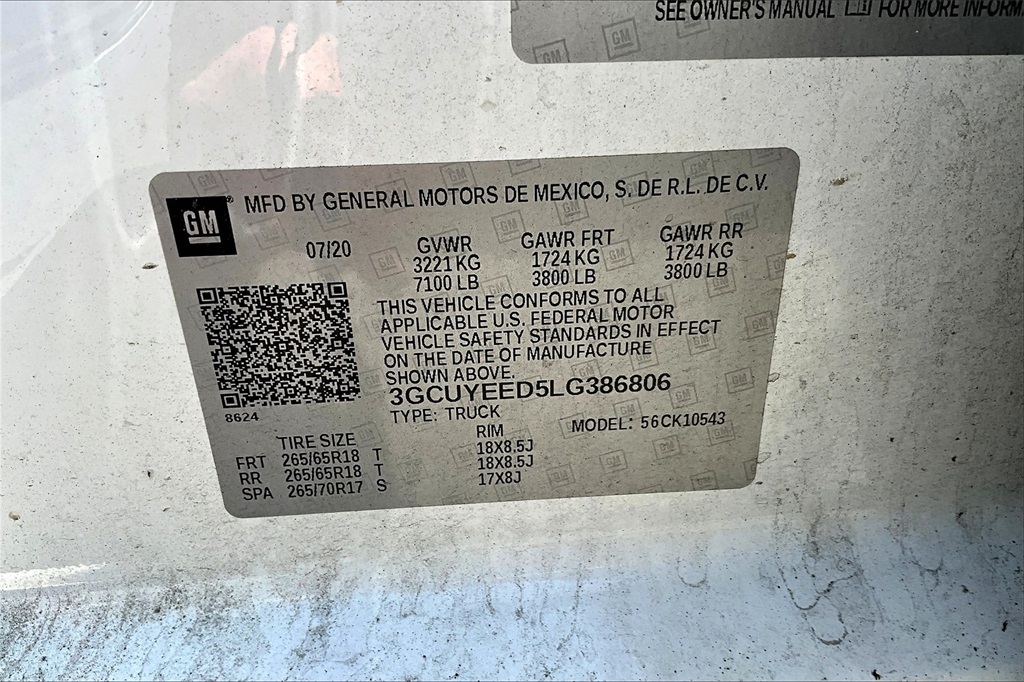 SEE OWNER'S MANUAL FOR MORE INFORM
GM ® MFD BY GENERAL MOTORS DE MEXICO, S. DE R.L. DE C.V.
07/20 GVWR GAWR FRT GAWR RR
3221 KG 1724 KG 1724 KG
7100 LB 3800 LB 3800 LB
THIS VEHICLE CONFORMS TO ALL
APPLICABLE U.S. FEDERAL MOTOR
VEHICLE SAFETY STANDARDS IN EFFECT
ON THE DATE OF MANUFACTURE
SHOWN ABOVE.
3GCUYEED5LG386806
8624 TYPE: TRUCK MODEL: 56CK10543
TIRE SIZE RIM
FRT 265/65R18 T 18X8.5J
RR 265/65R18 T 18X8.5J
SPA 265/70R17 S 17X8J